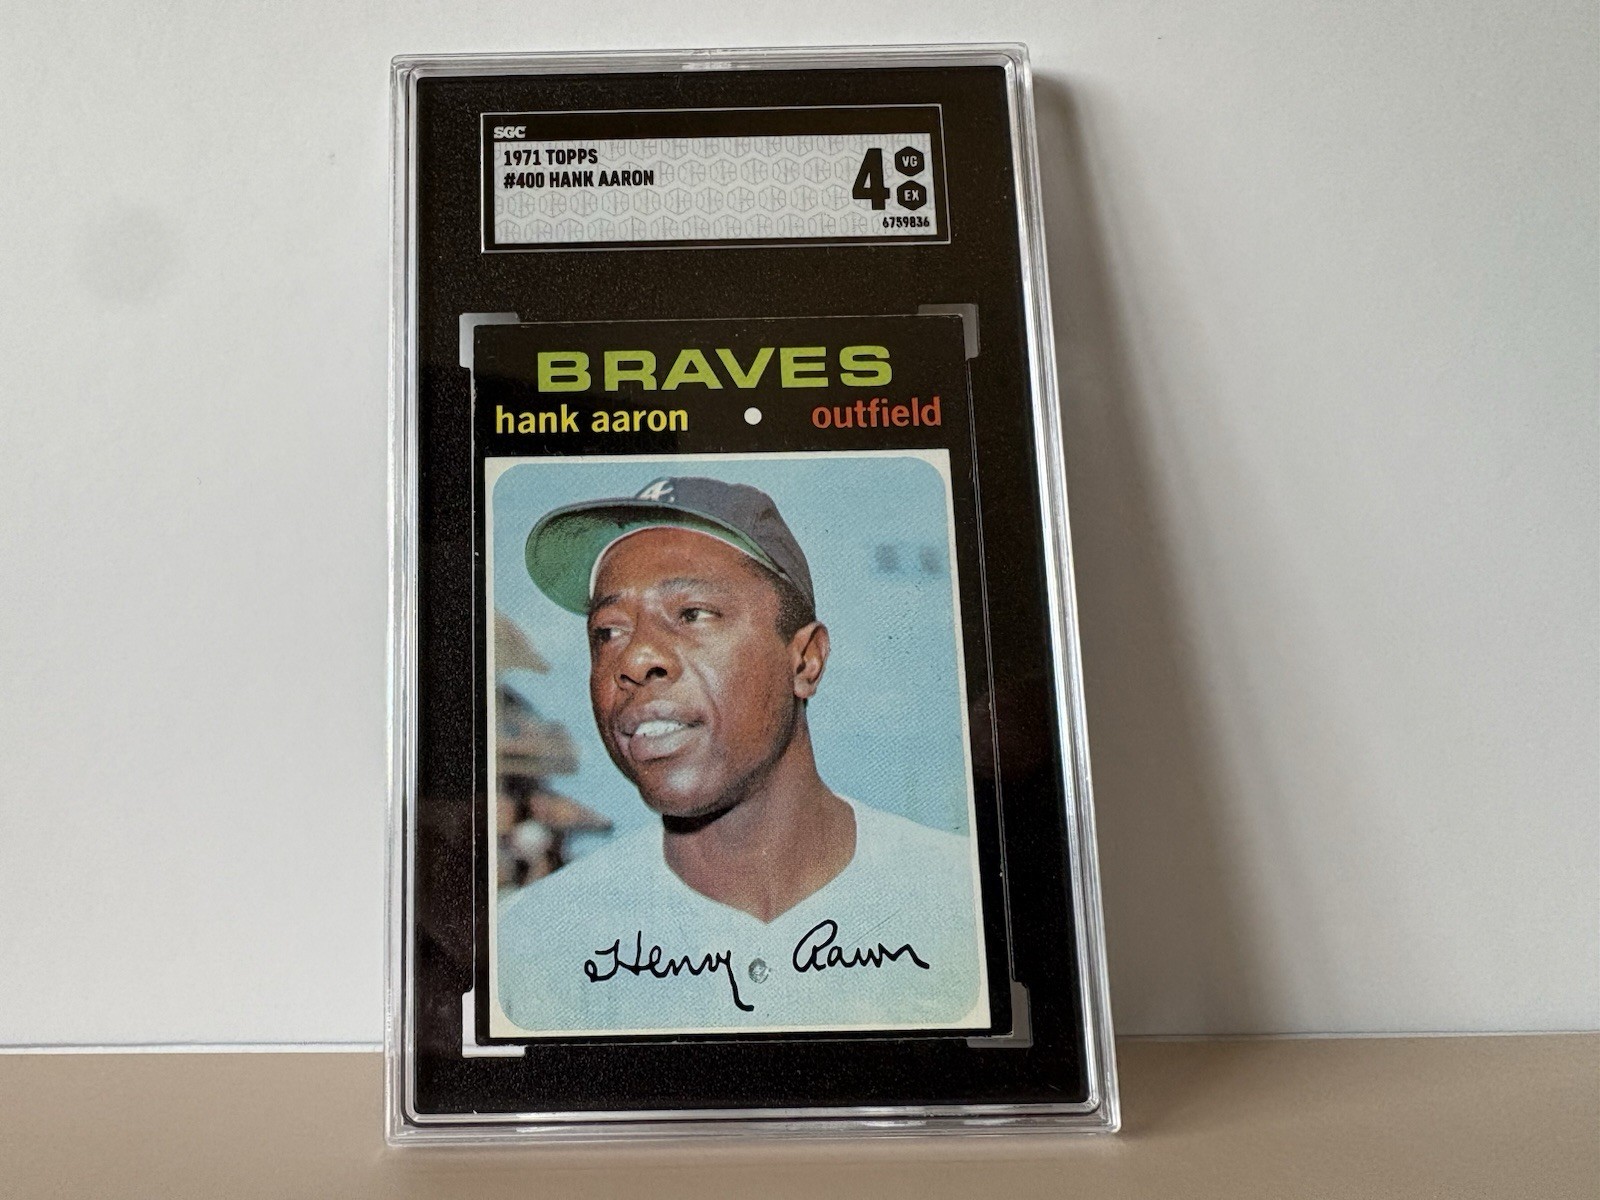 SGC
1971 TOPPS
#400 HANK AARON
4 VG EX
6759836
BRAVES
hank aaron • outfield
Henry Aaron